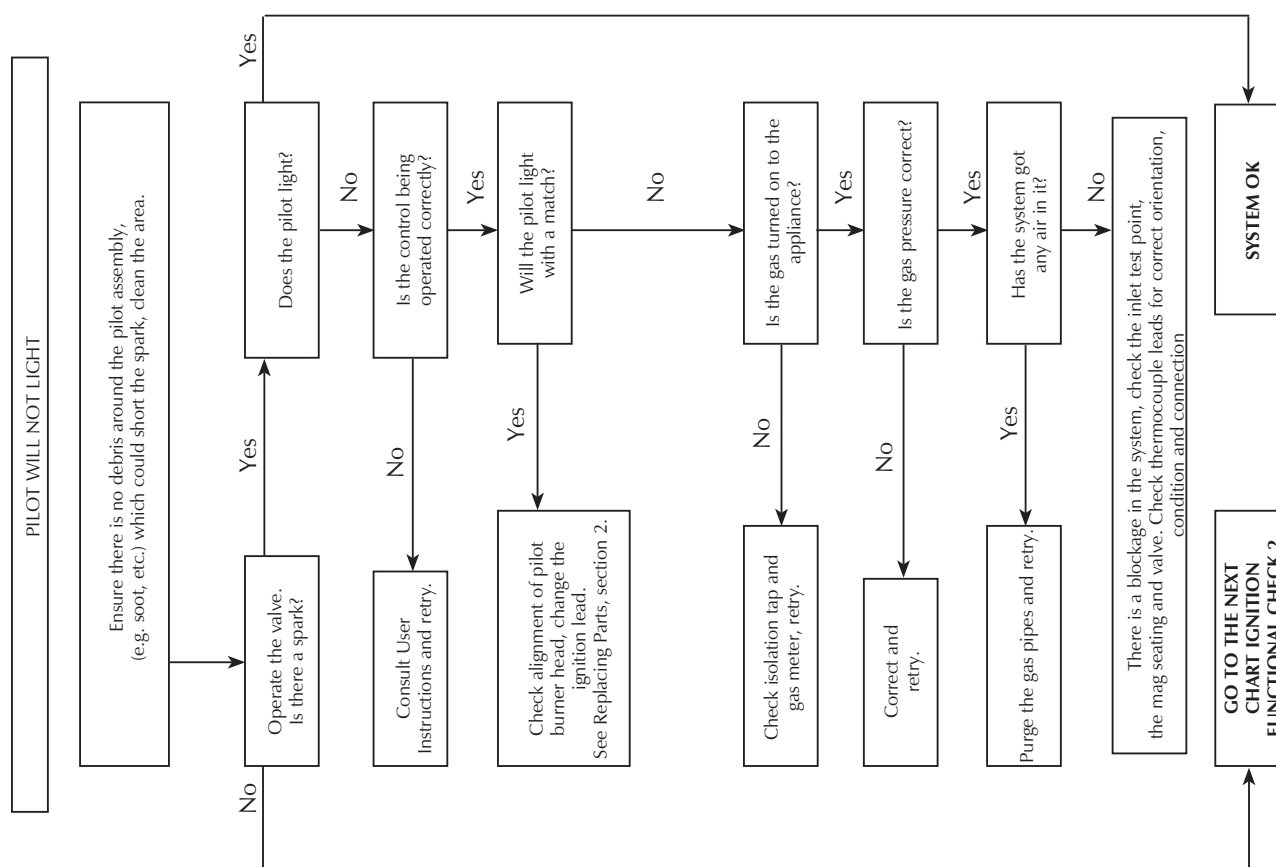 PILOT WILL NOT LIGHT
Ensure there is no debris around the pilot assembly,
(e.g. soot, etc.) which could short the spark, clean the area.
Operate the valve.
Is there a spark?
No
Yes
Does the pilot light?
Yes
No
Is the control being
operated correctly?
No
Consult User
Instructions and retry.
Yes
Will the pilot light
with a match?
Yes
Check alignment of pilot
burner head, change the
ignition lead.
See Replacing Parts, section 2.
No
Is the gas turned on to the
appliance?
No
Check isolation tap and
gas meter, retry.
Yes
Is the gas pressure correct?
No
Correct and
retry.
Yes
Has the system got
any air in it?
Yes
Purge the gas pipes and retry.
No
There is a blockage in the system, check the inlet test point,
the mag seating and valve. Check thermocouple leads for correct orientation,
condition and connection
GO TO THE NEXT
CHART IGNITION
FUNCTIONAL CHECK 2
SYSTEM OK